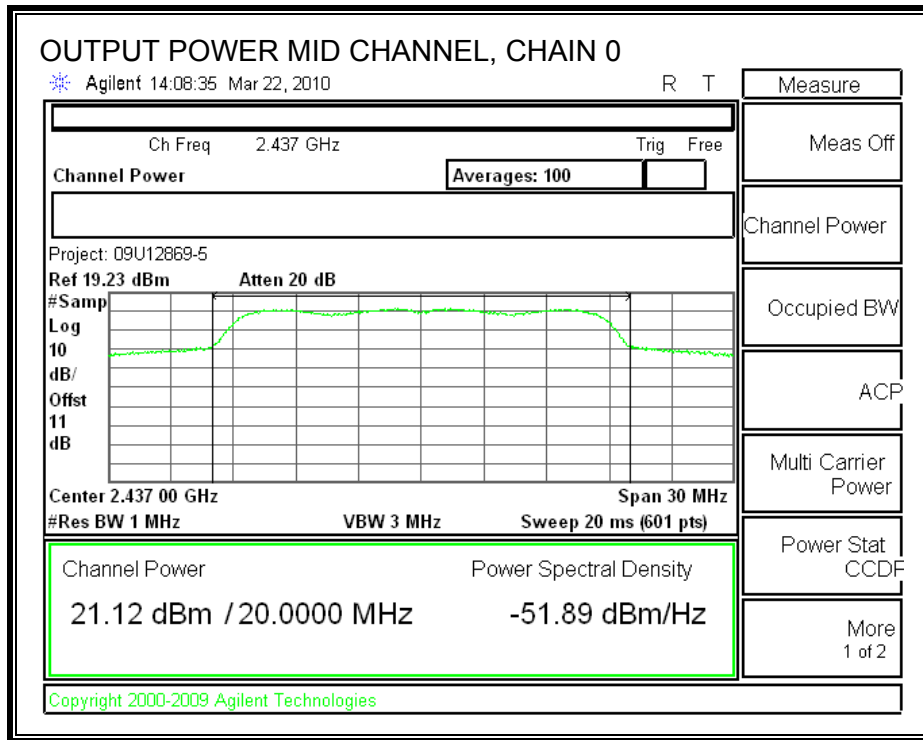 OUTPUT POWER MID CHANNEL, CHAIN 0
Agilent 14:08:35 Mar 22, 2010 R T
Measure
Ch Freq 2.437 GHz Trig Free
Channel Power Averages: 100
Project: 09U12869-5
Ref 19.23 dBm Atten 20 dB
#Samp
Log
10
dB/
Offst
11
dB
Center 2.437 00 GHz Span 30 MHz
#Res BW 1 MHz VBW 3 MHz Sweep 20 ms (601 pts)
Channel Power Power Spectral Density
21.12 dBm / 20.0000 MHz -51.89 dBm/Hz
Meas Off
Channel Power
Occupied BW
ACP
Multi Carrier
Power
Power Stat
CCDF
More
1 of 2
Copyright 2000-2009 Agilent Technologies